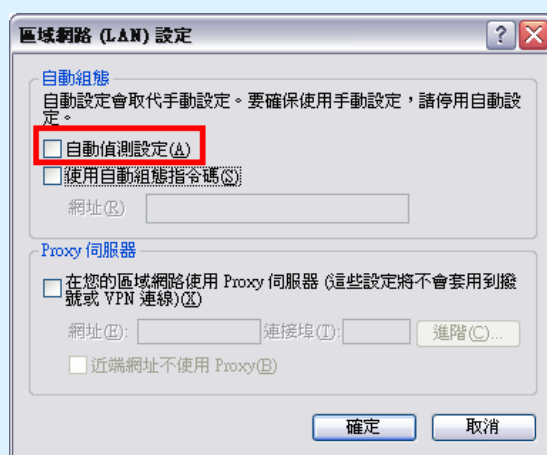 區域網路 (LAN) 設定
自動組態
自動設定會取代手動設定。要確保使用手動設定，請停用自動設
定。
自動偵測設定(A)
使用自動組態指令碼(S)
網址(R)
Proxy 伺服器
在您的區域網路使用 Proxy 伺服器 (這些設定將不會套用到撥
號或 VPN 連線)(X)
網址(E): 連接埠(T): 進階(C)...
近端網址不使用 Proxy(B)
確定 取消